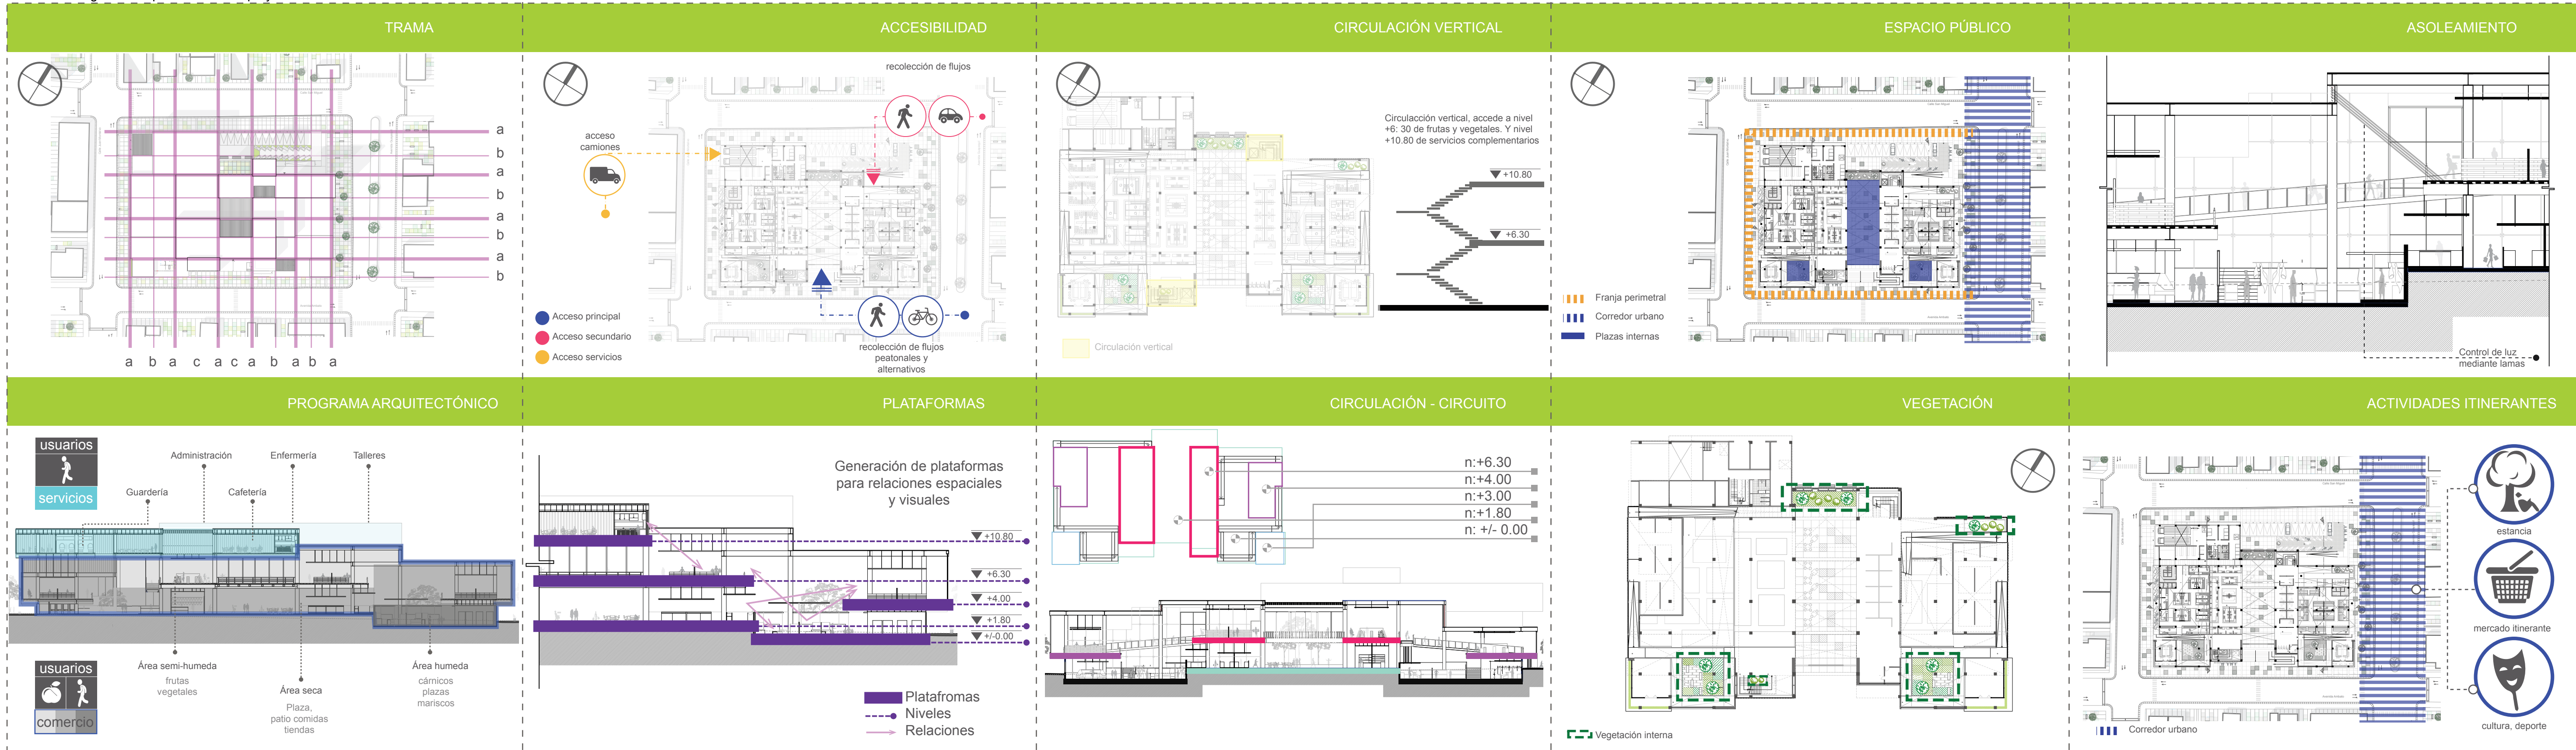 TRAMA
a
b
a
b
a
b
a
b
a b a c a c a b a b a
ACCESIBILIDAD
recolección de flujos
acceso
camiones
Acceso principal
Acceso secundario
Acceso servicios
recolección de flujos
peatonales y
alternativos
CIRCULACIÓN VERTICAL
Circulacción vertical, accede a nivel
+6: 30 de frutas y vegetales. Y nivel
+10.80 de servicios complementarios
+10.80
+6.30
Circulación vertical
ESPACIO PÚBLICO
Franja perimetral
Corredor urbano
Plazas internas
ASOLEAMIENTO
Control de luz
mediante lamas
PROGRAMA ARQUITECTÓNICO
usuarios
servicios
Administración
Enfermería
Talleres
Guardería
Cafetería
usuarios
comercio
Área semi-humeda
frutas
vegetales
Área seca
Plaza,
patio comidas
tiendas
Área humeda
cárnicos
plazas
mariscos
PLATAFORMAS
Generación de plataformas
para relaciones espaciales
y visuales
+10.80
+6.30
+4.00
+1.80
+/-0.00
Platafromas
Niveles
Relaciones
CIRCULACIÓN - CIRCUITO
n:+6.30
n:+4.00
n:+3.00
n:+1.80
n: +/- 0.00
VEGETACIÓN
Vegetación interna
ACTIVIDADES ITINERANTES
estancia
mercado itinerante
cultura, deporte
Corredor urbano